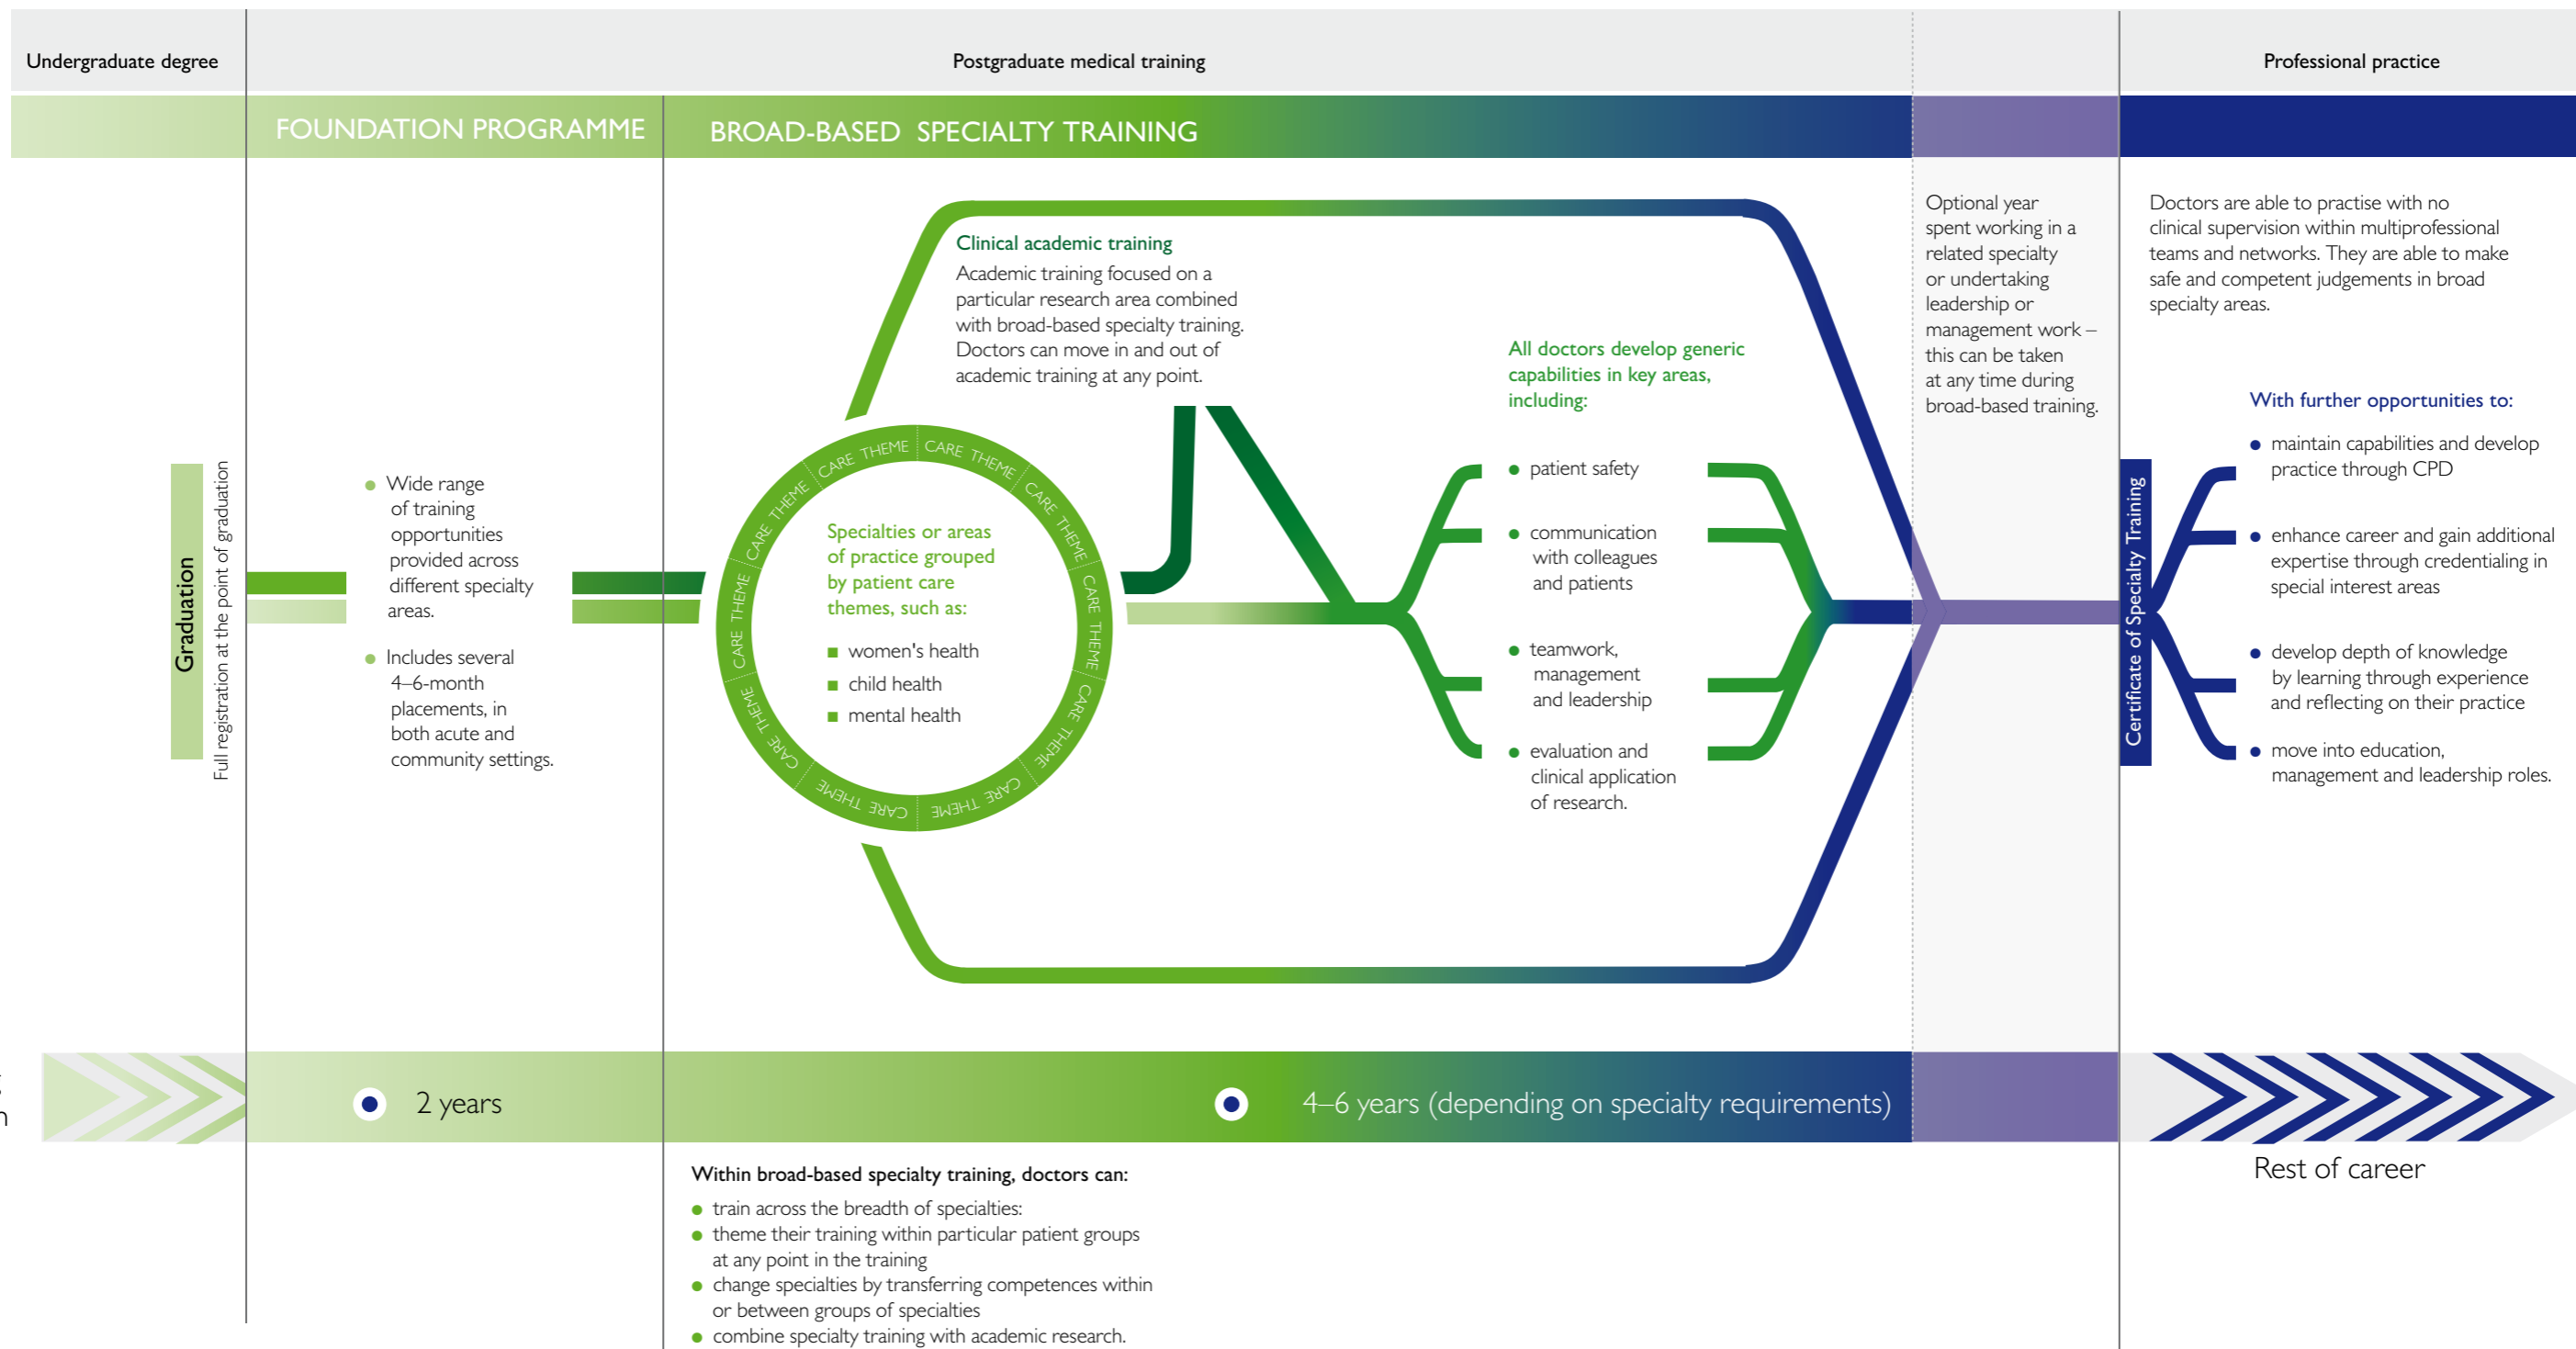 Undergraduate degree
Postgraduate medical training
Professional practice
FOUNDATION PROGRAMME
BROAD-BASED SPECIALTY TRAINING
Graduation
Full registration at the point of graduation
Wide range
of training
opportunities
provided across
different specialty
areas.
Includes several
4–6-month
placements, in
both acute and
community settings.
CARE THEME
CARE THEME
CARE THEME
CARE THEME
CARE THEME
CARE THEME
CARE THEME
CARE THEME
CARE THEME
CARE THEME
Specialties or areas
of practice grouped
by patient care
themes, such as:
women's health
child health
mental health
Clinical academic training
Academic training focused on a
particular research area combined
with broad-based specialty training.
Doctors can move in and out of
academic training at any point.
All doctors develop generic
capabilities in key areas,
including:
patient safety
communication
with colleagues
and patients
teamwork,
management
and leadership
evaluation and
clinical application
of research.
Optional year
spent working in a
related specialty
or undertaking
leadership or
management work –
this can be taken
at any time during
broad-based training.
Certificate of Specialty Training
Doctors are able to practise with no
clinical supervision within multiprofessional
teams and networks. They are able to make
safe and competent judgements in broad
specialty areas.
With further opportunities to:
maintain capabilities and develop
practice through CPD
enhance career and gain additional
expertise through credentialing in
special interest areas
develop depth of knowledge
by learning through experience
and reflecting on their practice
move into education,
management and leadership roles.
2 years
4–6 years (depending on specialty requirements)
Rest of career
Within broad-based specialty training, doctors can:
train across the breadth of specialties:
theme their training within particular patient groups
at any point in the training
change specialties by transferring competences within
or between groups of specialties
combine specialty training with academic research.